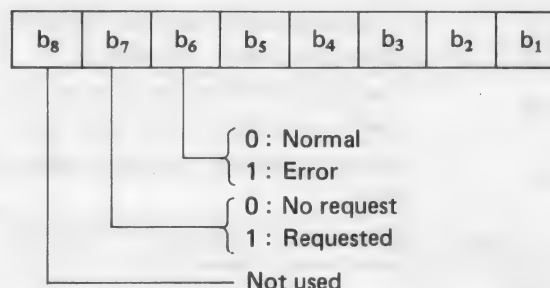 b₈ b₇ b₆ b₅ b₄ b₃ b₂ b₁
0 : Normal
1 : Error
0 : No request
1 : Requested
Not used